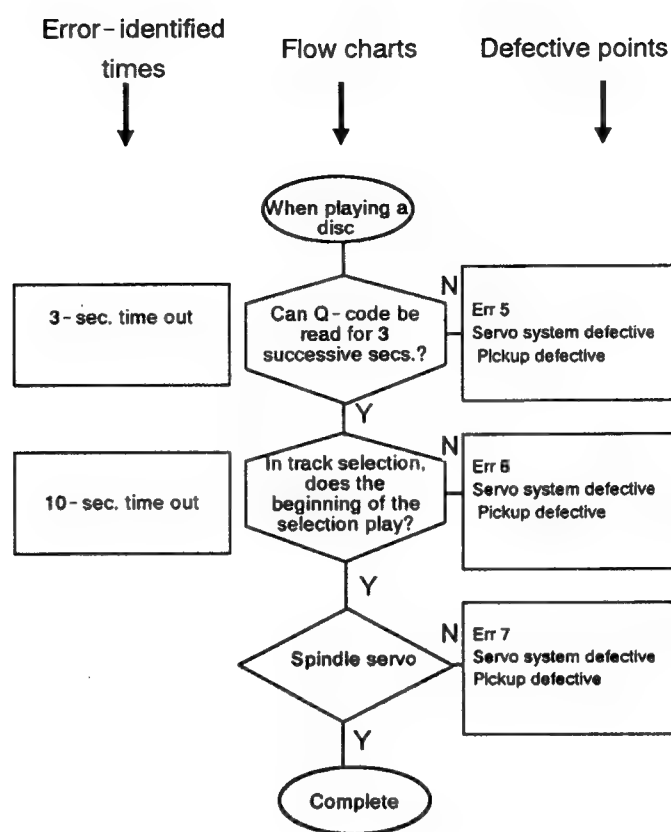 Error-identified
times
Flow charts
Defective points
When playing a
disc
3-sec. time out
Can Q-code be
read for 3
successive secs.?
N
Err 5
Servo system defective
Pickup defective
Y
10-sec. time out
In track selection,
does the
beginning of the
selection play?
N
Err 6
Servo system defective
Pickup defective
Y
Spindle servo
N
Err 7
Servo system defective
Pickup defective
Y
Complete